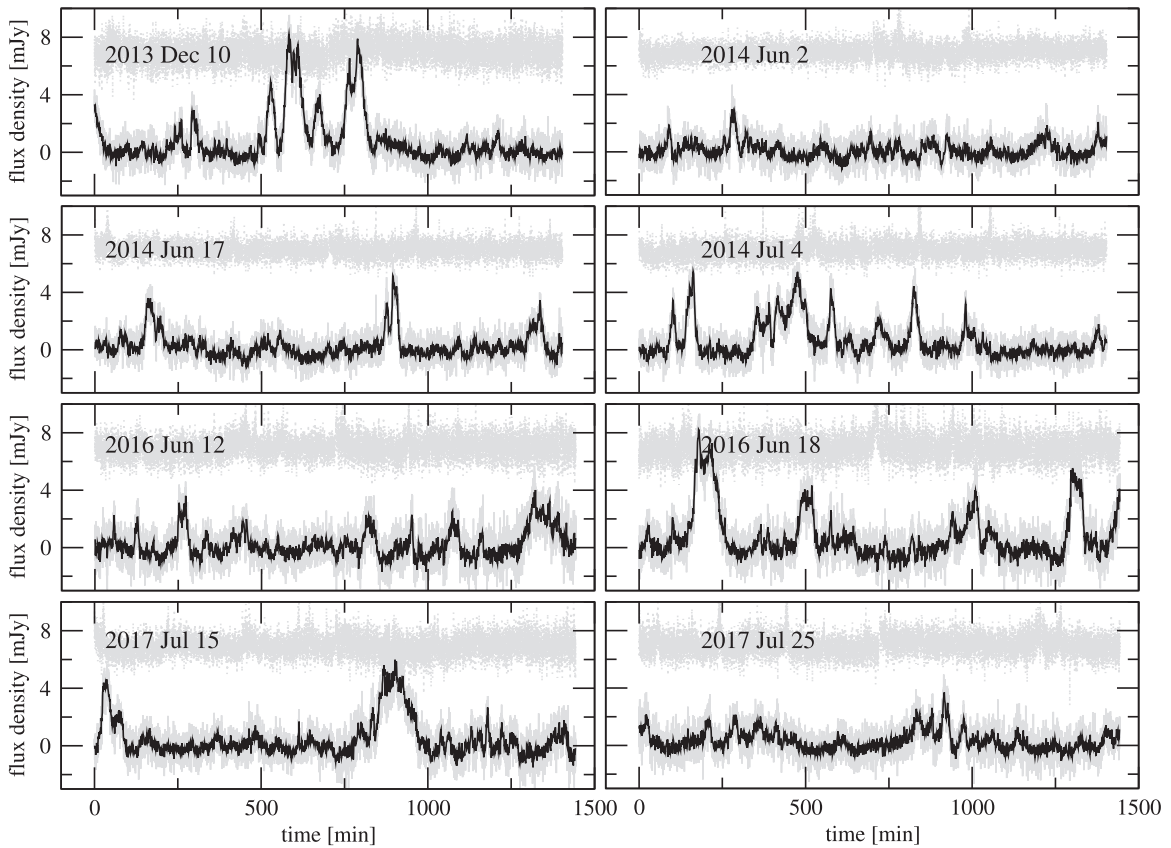 8
4
0
flux density [mJy]
2013 Dec 10
2014 Jun 2
8
4
0
flux density [mJy]
2014 Jun 17
2014 Jul 4
8
4
0
flux density [mJy]
2016 Jun 12
2016 Jun 18
8
4
0
flux density [mJy]
2017 Jul 15
2017 Jul 25
0 500 1000 1500 0 500 1000 1500
time [min] time [min]